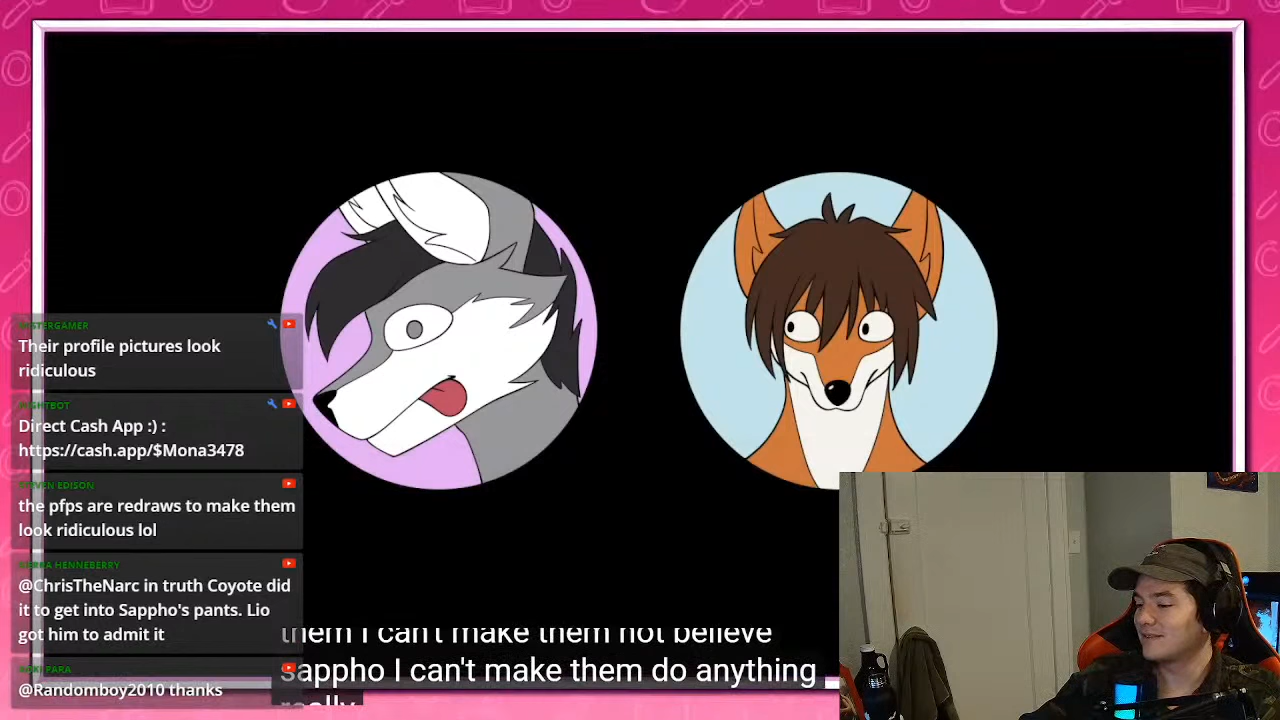 Their profile pictures look
ridiculous
Direct Cash App :) :
https://cash.app/$Mona3478
the pfps are redraws to make them
look ridiculous lol
HENNEBERRY
@ChrisTheNarc in truth Coyote did
it to get into Sappho's pants. Lio
got him to admit it
@Randomboy2010 thanks
them I can't make them not believe
sappho I can't make them do anything
really